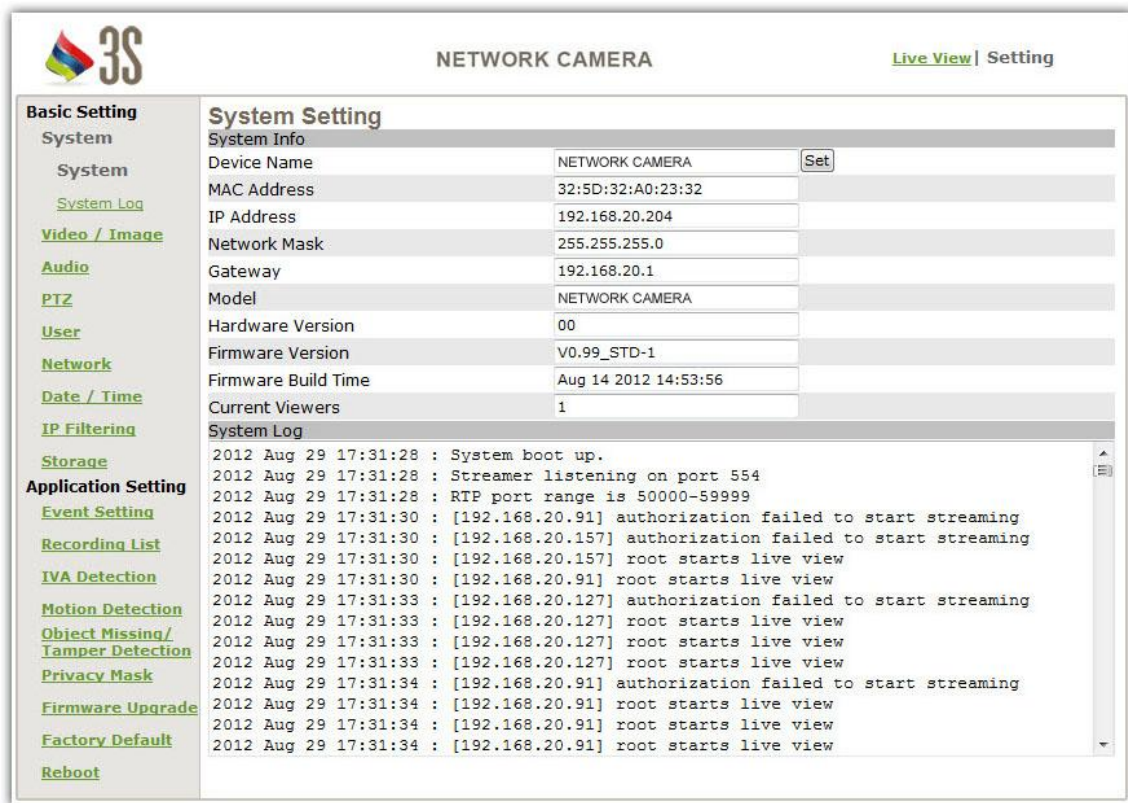 3S
NETWORK CAMERA
Live View | Setting
Basic Setting
System
System
System Log
Video / Image
Audio
PTZ
User
Network
Date / Time
IP Filtering
Storage
Application Setting
Event Setting
Recording List
IVA Detection
Motion Detection
Object Missing/
Tamper Detection
Privacy Mask
Firmware Upgrade
Factory Default
Reboot
System Setting
System Info
Device Name NETWORK CAMERA Set
MAC Address 32:5D:32:A0:23:32
IP Address 192.168.20.204
Network Mask 255.255.255.0
Gateway 192.168.20.1
Model NETWORK CAMERA
Hardware Version 00
Firmware Version V0.99_STD-1
Firmware Build Time Aug 14 2012 14:53:56
Current Viewers 1
System Log
2012 Aug 29 17:31:28 : System boot up.
2012 Aug 29 17:31:28 : Streamer listening on port 554
2012 Aug 29 17:31:28 : RTP port range is 50000-59999
2012 Aug 29 17:31:30 : [192.168.20.91] authorization failed to start streaming
2012 Aug 29 17:31:30 : [192.168.20.157] authorization failed to start streaming
2012 Aug 29 17:31:30 : [192.168.20.157] root starts live view
2012 Aug 29 17:31:30 : [192.168.20.91] root starts live view
2012 Aug 29 17:31:33 : [192.168.20.127] authorization failed to start streaming
2012 Aug 29 17:31:33 : [192.168.20.127] root starts live view
2012 Aug 29 17:31:33 : [192.168.20.127] root starts live view
2012 Aug 29 17:31:33 : [192.168.20.127] root starts live view
2012 Aug 29 17:31:34 : [192.168.20.91] authorization failed to start streaming
2012 Aug 29 17:31:34 : [192.168.20.91] root starts live view
2012 Aug 29 17:31:34 : [192.168.20.91] root starts live view
2012 Aug 29 17:31:34 : [192.168.20.91] root starts live view